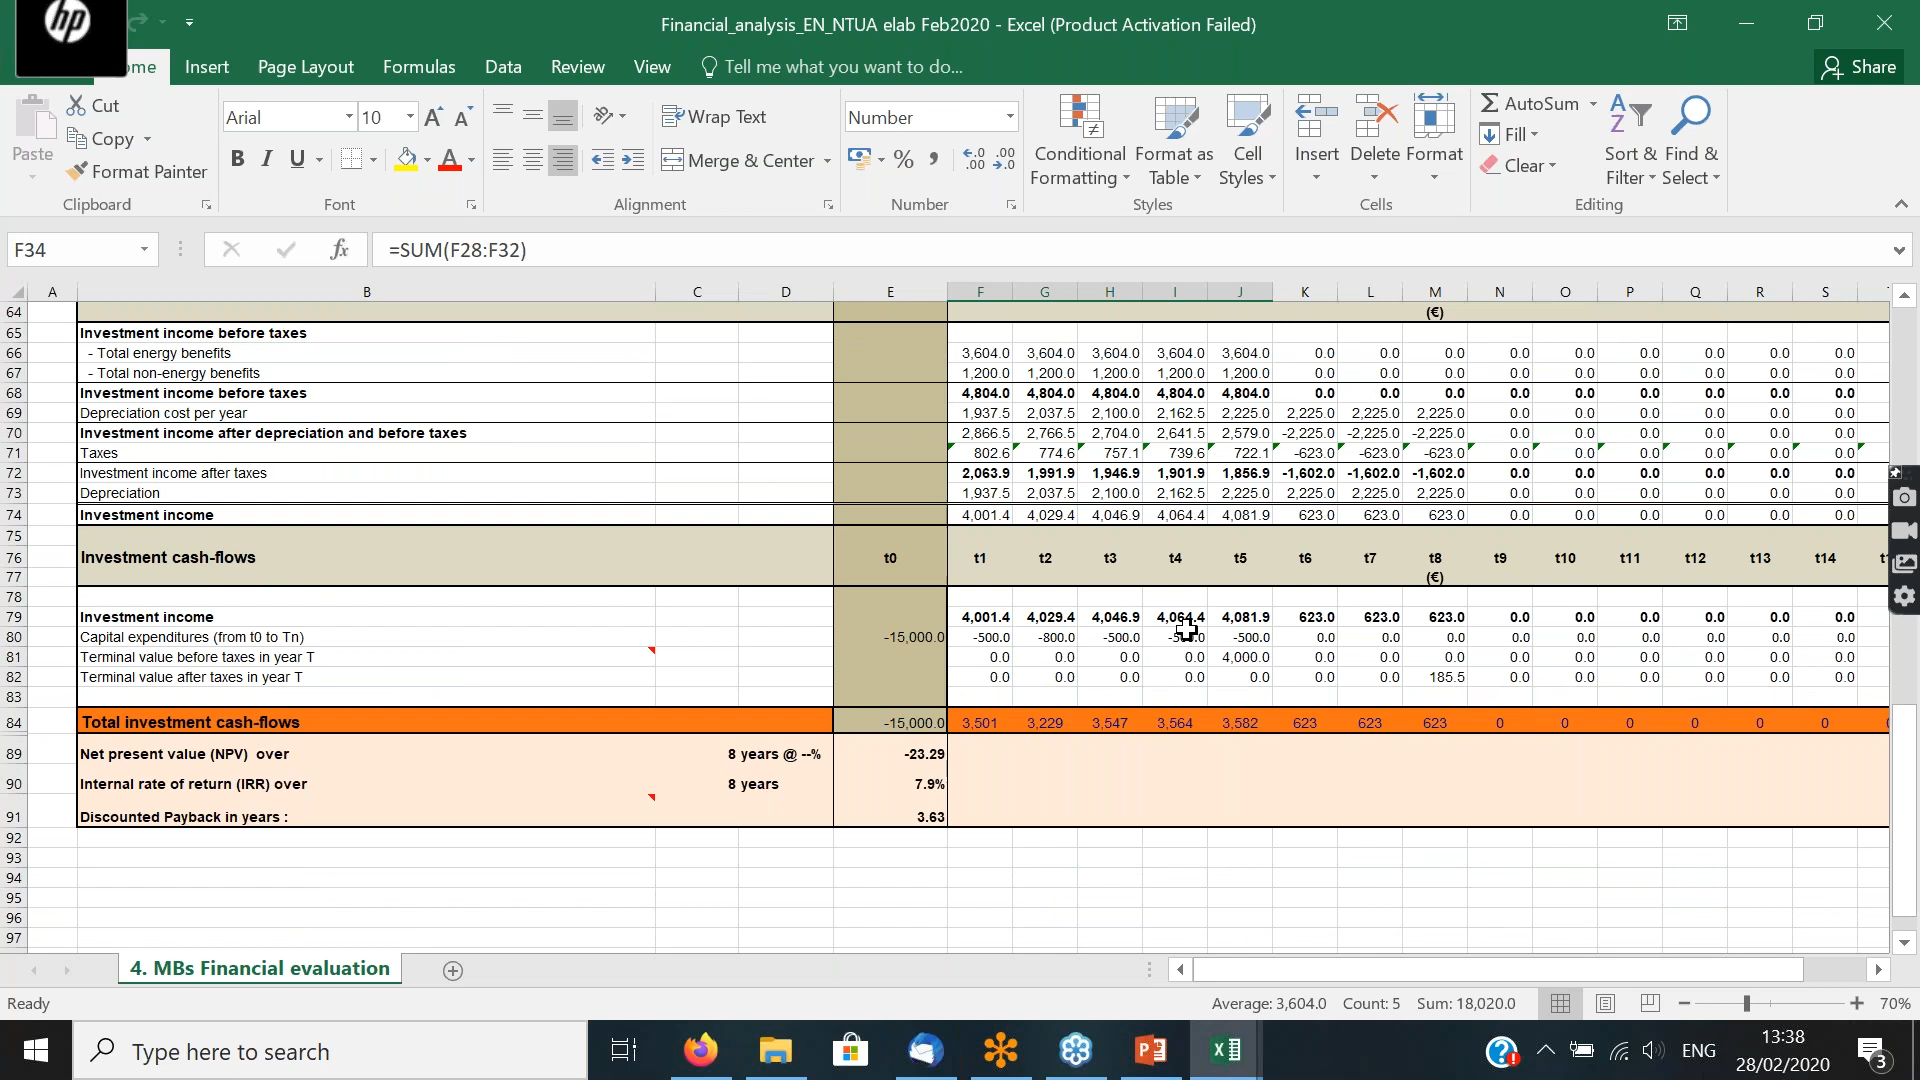 hp
Financial_analysis_EN_NTUA elab Feb2020 - Excel (Product Activation Failed)
Insert Page Layout Formulas Data Review View Tell me what you want to do... Share
Cut
Copy
Format Painter
Paste
Clipboard
Arial 10
B I U
Font
Wrap Text
Merge & Center
Alignment
Number
Number
Conditional Formatting
Format as Table
Cell Styles
Styles
Insert Delete Format
Cells
AutoSum
Fill
Clear
Sort & Filter
Find & Select
Editing
F34 fx =SUM(F28:F32)
A B C D E F G H I J K L M N O P Q R S
64 (€)
65 Investment income before taxes
66 - Total energy benefits 3,604.0 3,604.0 3,604.0 3,604.0 3,604.0 0.0 0.0 0.0 0.0 0.0 0.0 0.0 0.0 0.0
67 - Total non-energy benefits 1,200.0 1,200.0 1,200.0 1,200.0 1,200.0 0.0 0.0 0.0 0.0 0.0 0.0 0.0 0.0 0.0
68 Investment income before taxes 4,804.0 4,804.0 4,804.0 4,804.0 4,804.0 0.0 0.0 0.0 0.0 0.0 0.0 0.0 0.0 0.0
69 Depreciation cost per year 1,937.5 2,037.5 2,100.0 2,162.5 2,225.0 2,225.0 2,225.0 2,225.0 0.0 0.0 0.0 0.0 0.0 0.0
70 Investment income after depreciation and before taxes 2,866.5 2,766.5 2,704.0 2,641.5 2,579.0 -2,225.0 -2,225.0 -2,225.0 0.0 0.0 0.0 0.0 0.0 0.0
71 Taxes 802.6 774.6 757.1 739.6 722.1 -623.0 -623.0 -623.0 0.0 0.0 0.0 0.0 0.0 0.0
72 Investment income after taxes 2,063.9 1,991.9 1,946.9 1,901.9 1,856.9 -1,602.0 -1,602.0 -1,602.0 0.0 0.0 0.0 0.0 0.0 0.0
73 Depreciation 1,937.5 2,037.5 2,100.0 2,162.5 2,225.0 2,225.0 2,225.0 2,225.0 0.0 0.0 0.0 0.0 0.0 0.0
74 Investment income 4,001.4 4,029.4 4,046.9 4,064.4 4,081.9 623.0 623.0 623.0 0.0 0.0 0.0 0.0 0.0 0.0
75
76 Investment cash-flows t0 t1 t2 t3 t4 t5 t6 t7 t8 t9 t10 t11 t12 t13 t14
77 (€)
78
79 Investment income 4,001.4 4,029.4 4,046.9 4,064.4 4,081.9 623.0 623.0 623.0 0.0 0.0 0.0 0.0 0.0 0.0
80 Capital expenditures (from t0 to Tn) -15,000.0 -500.0 -800.0 -500.0 -500.0 0.0 0.0 0.0 0.0 0.0 0.0 0.0 0.0 0.0
81 Terminal value before taxes in year T 0.0 0.0 0.0 0.0 4,000.0 0.0 0.0 0.0 0.0 0.0 0.0 0.0 0.0 0.0
82 Terminal value after taxes in year T 0.0 0.0 0.0 0.0 0.0 0.0 0.0 185.5 0.0 0.0 0.0 0.0 0.0 0.0
83
84 Total investment cash-flows -15,000.0 3,501 3,229 3,547 3,564 3,582 623 623 623 0 0 0 0 0 0
89 Net present value (NPV) over 8 years @ --% -23.29
90 Internal rate of return (IRR) over 8 years 7.9%
91 Discounted Payback in years : 3.63
92
93
94
95
96
97
4. MBs Financial evaluation
Ready Average: 3,604.0 Count: 5 Sum: 18,020.0 70%
Type here to search ENG 13:38
28/02/2020 3